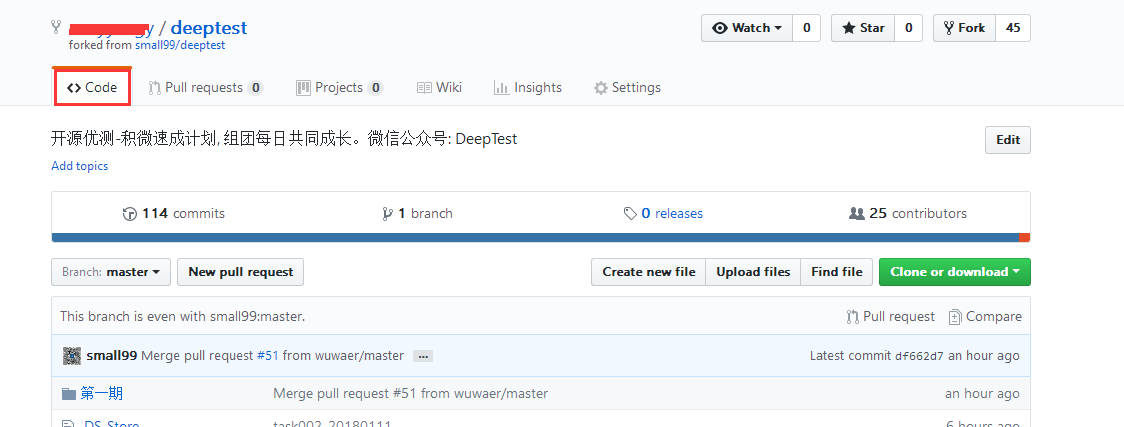 / deeptest
Watch 0 Star 0 Fork 45
forked from small99/deeptest
Code Pull requests 0 Projects 0 Wiki Insights Settings
开源优测-积微速成计划, 组团每日共同成长。微信公众号: DeepTest
Edit
Add topics
114 commits 1 branch 0 releases 25 contributors
Branch: master New pull request Create new file Upload files Find file Clone or download
This branch is even with small99:master. Pull request Compare
small99 Merge pull request #51 from wuwaer/master ... Latest commit df662d7 an hour ago
第一期 Merge pull request #51 from wuwaer/master an hour ago
.DS_Store task002_20180111 6 hours ago